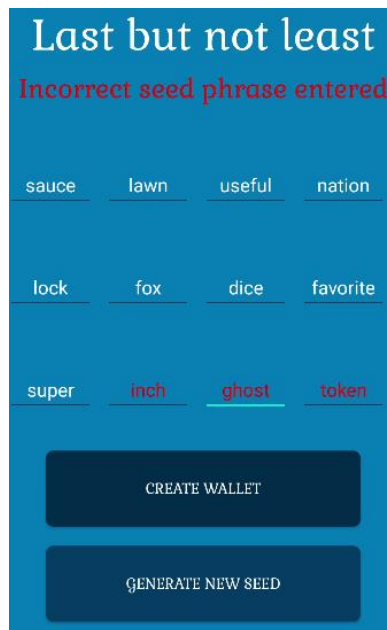 Last but not least
Incorrect seed phrase entered
sauce lawn useful nation
lock fox dice favorite
super inch ghost token
CREATE WALLET
GENERATE NEW SEED